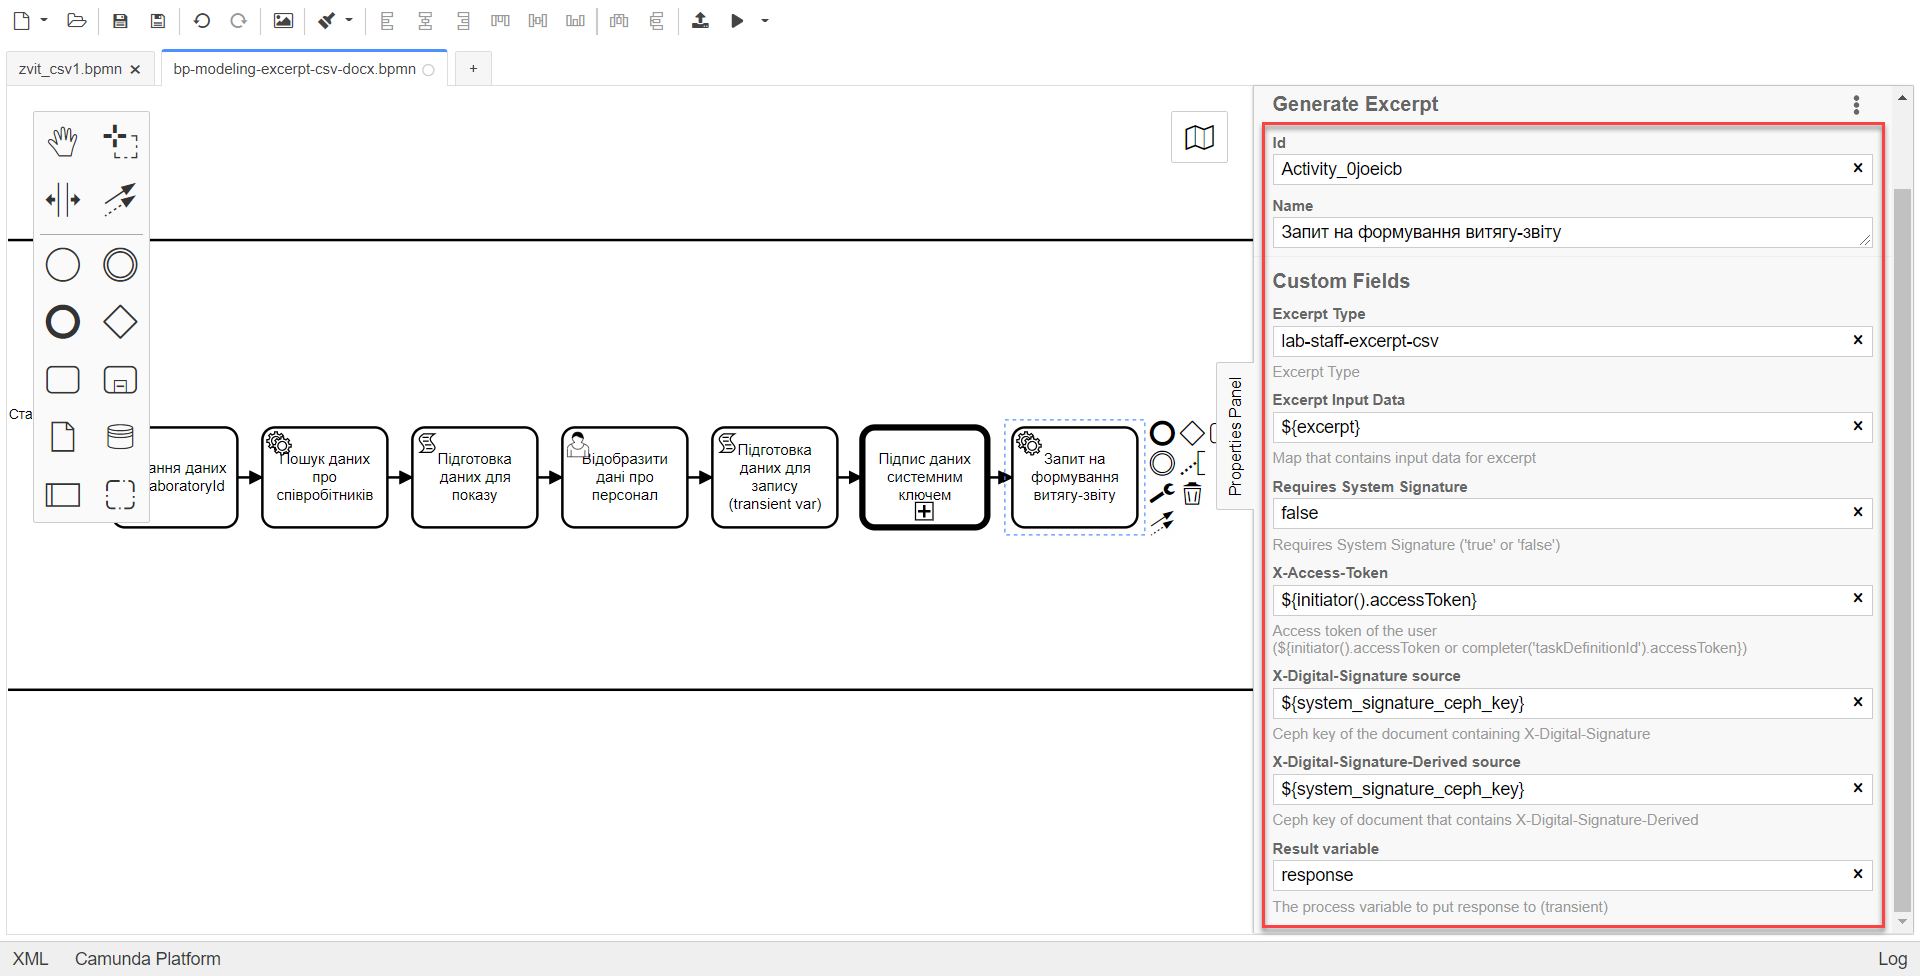 zvit_csv1.bpmn
bp-modeling-excerpt-csv-docx.bpmn
+
Generate Excerpt
Id
Activity_0joeicb
Name
Запит на формування витягу-звіту
Custom Fields
Excerpt Type
lab-staff-excerpt-csv
Excerpt Type
Excerpt Input Data
${excerpt}
Map that contains input data for excerpt
Requires System Signature
false
Requires System Signature ('true' or 'false')
X-Access-Token
${initiator().accessToken}
Access token of the user
(${initiator().accessToken or completer('taskDefinitionId').accessToken})
X-Digital-Signature source
${system_signature_ceph_key}
Ceph key of the document containing X-Digital-Signature
X-Digital-Signature-Derived source
${system_signature_ceph_key}
Ceph key of document that contains X-Digital-Signature-Derived
Result variable
response
The process variable to put response to (transient)
Properties Panel
Ста
ання даних
aboratoryId
Пошук даних
про
співробітників
Підготовка
даних для
показу
Відобразити
дані про
персонал
Підготовка
даних для
запису
(transient var)
Підпис даних
системним
ключем
Запит на
формування
витягу-звіту
XML
Camunda Platform
Log